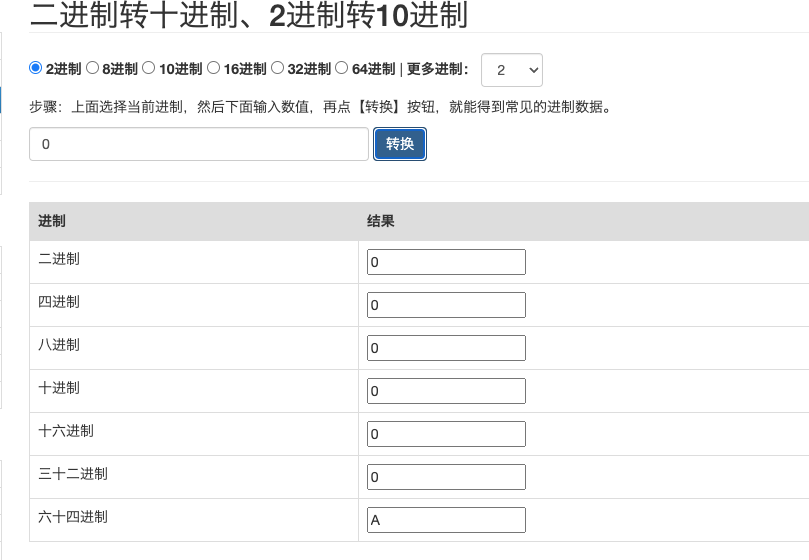 二进制转十进制、2进制转10进制
2进制 8进制 10进制 16进制 32进制 64进制 | 更多进制： 2
步骤：上面选择当前进制，然后下面输入数值，再点【转换】按钮，就能得到常见的进制数据。
0 转换
进制 结果
二进制 0
四进制 0
八进制 0
十进制 0
十六进制 0
三十二进制 0
六十四进制 A